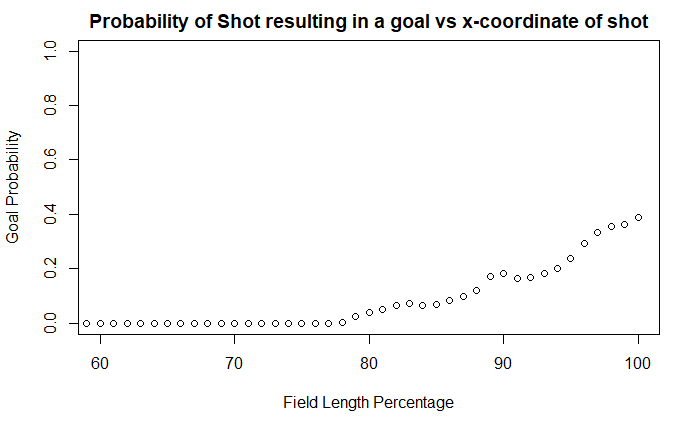 Probability of Shot resulting in a goal vs x-coordinate of shot
1.0
0.8
0.6
0.4
0.2
0.0
Goal Probability
60 70 80 90 100
Field Length Percentage